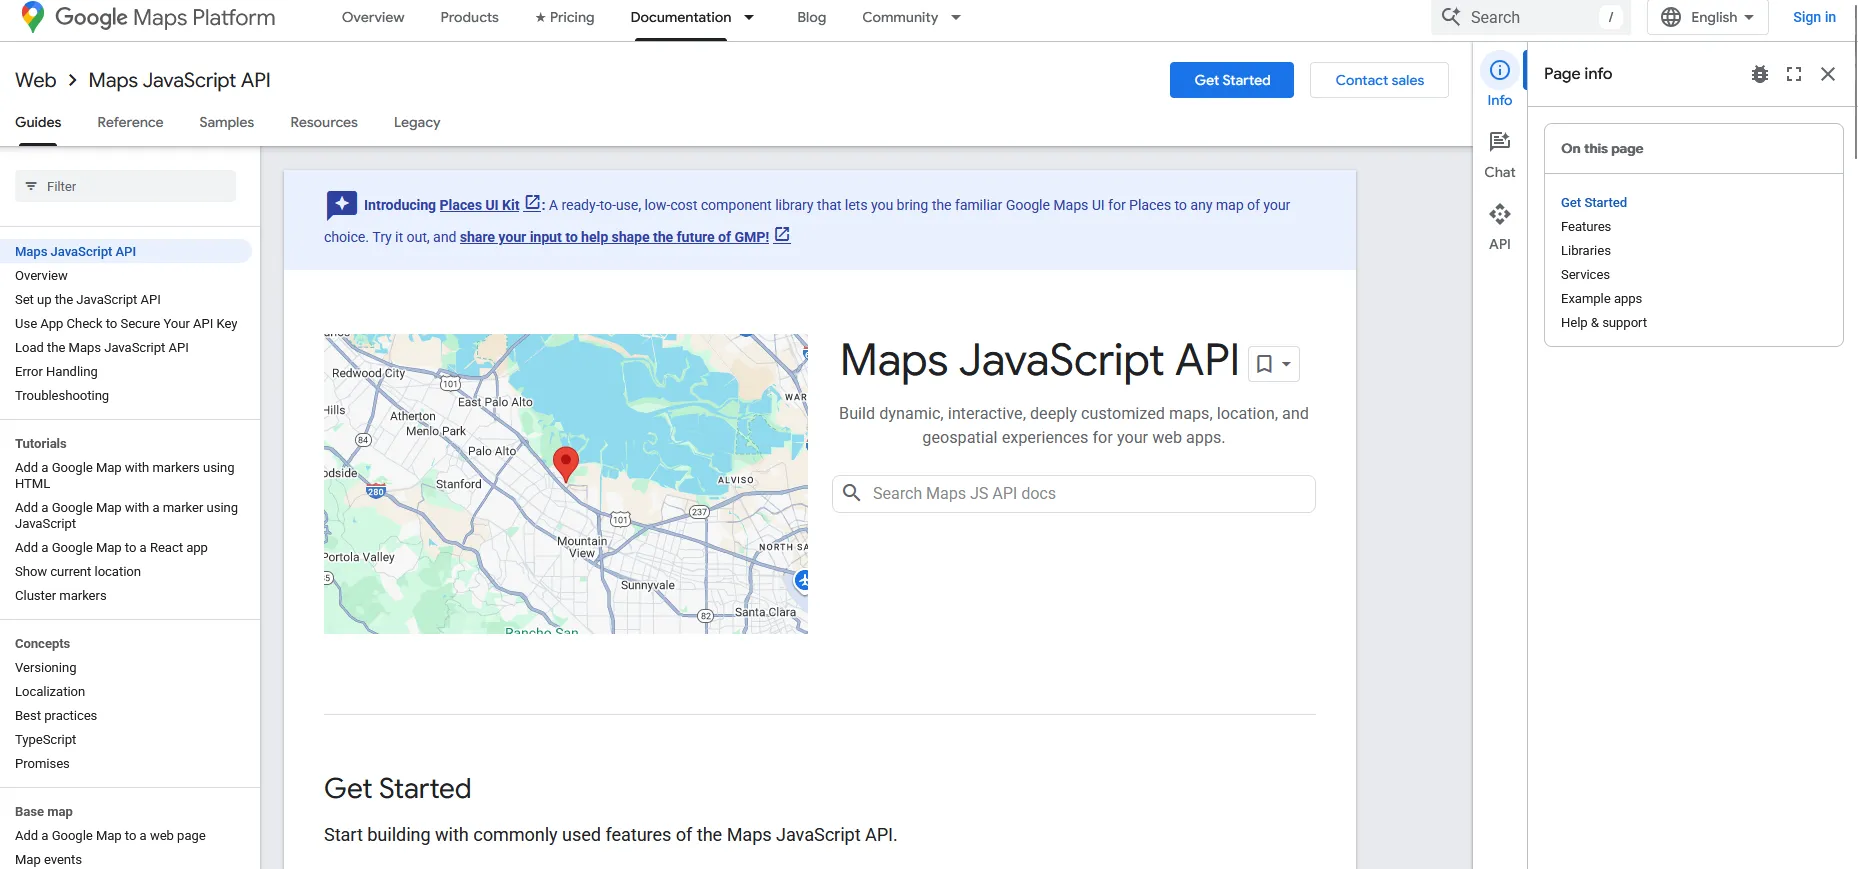 Google Maps Platform
Overview
Products
★ Pricing
Documentation
Blog
Community
Search
/
English
Sign in
Web > Maps JavaScript API
Get Started
Contact sales
Guides
Reference
Samples
Resources
Legacy
Filter
Maps JavaScript API
Overview
Set up the JavaScript API
Use App Check to Secure Your API Key
Load the Maps JavaScript API
Error Handling
Troubleshooting
Tutorials
Add a Google Map with markers using
HTML
Add a Google Map with a marker using
JavaScript
Add a Google Map to a React app
Show current location
Cluster markers
Concepts
Versioning
Localization
Best practices
TypeScript
Promises
Base map
Add a Google Map to a web page
Map events
Introducing Places UI Kit: A ready-to-use, low-cost component library that lets you bring the familiar Google Maps UI for Places to any map of your
choice. Try it out, and share your input to help shape the future of GMP!
Redwood City
101
East Palo Alto
WAR
Hills
Atherton
Menlo Park
84
Palo Alto
odside
Stanford
280
ALVISO
237
101
Mountain
View
NORTH SA
Portola Valley
Sunnyvale
82
Santa Clara
Rancho San
Maps JavaScript API
Build dynamic, interactive, deeply customized maps, location, and
geospatial experiences for your web apps.
Search Maps JS API docs
Get Started
Start building with commonly used features of the Maps JavaScript API.
Info
Chat
API
Page info
On this page
Get Started
Features
Libraries
Services
Example apps
Help & support